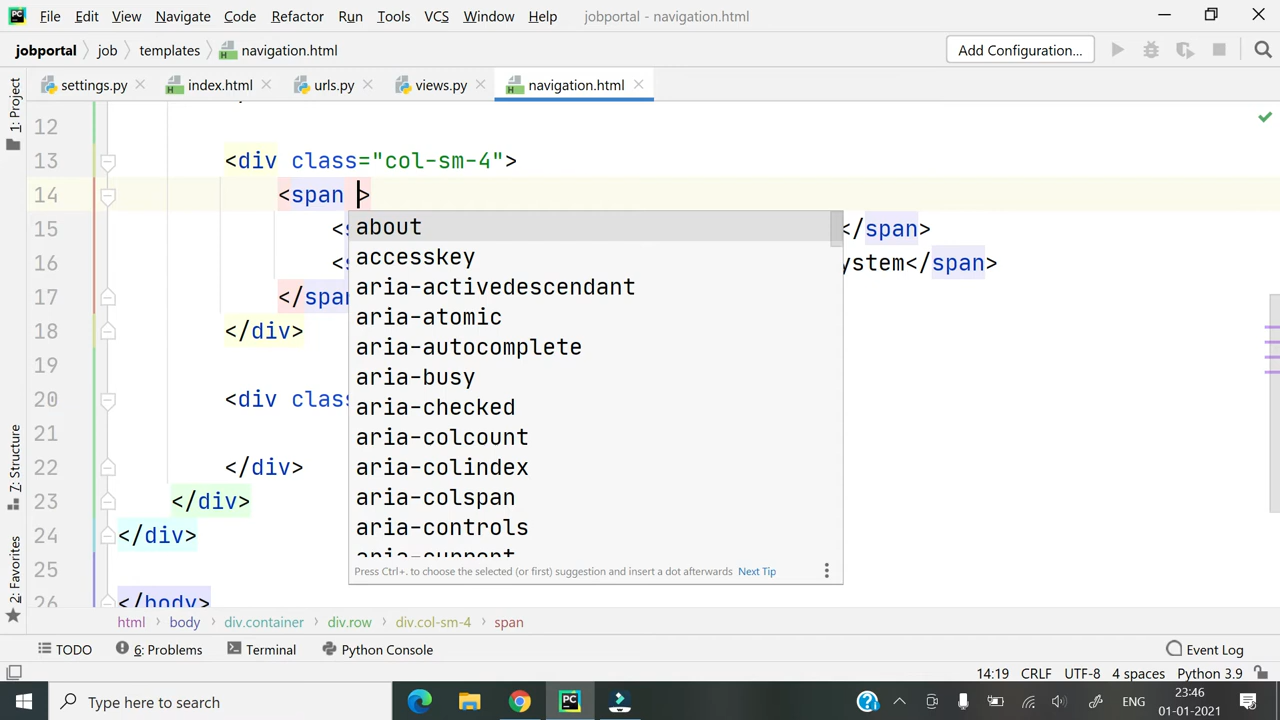 File Edit View Navigate Code Refactor Run Tools VCS Window Help jobportal - navigation.html
jobportal job templates navigation.html Add Configuration...
1: Project
settings.py index.html urls.py views.py navigation.html
12
13 <div class="col-sm-4">
14 <span >
15 < </span>
16 < ystem</span>
17 </span
18 </div>
19
20 <div class
21
22 </div>
23 </div>
24 </div>
25
26 </body>
about
accesskey
aria-activedescendant
aria-atomic
aria-autocomplete
aria-busy
aria-checked
aria-colcount
aria-colindex
aria-colspan
aria-controls
aria-current
Press Ctrl+. to choose the selected (or first) suggestion and insert a dot afterwards Next Tip
7: Structure
2: Favorites
html body div.container div.row div.col-sm-4 span
TODO 6: Problems Terminal Python Console Event Log
14:19 CRLF UTF-8 4 spaces Python 3.9
Type here to search ENG 23:46
01-01-2021